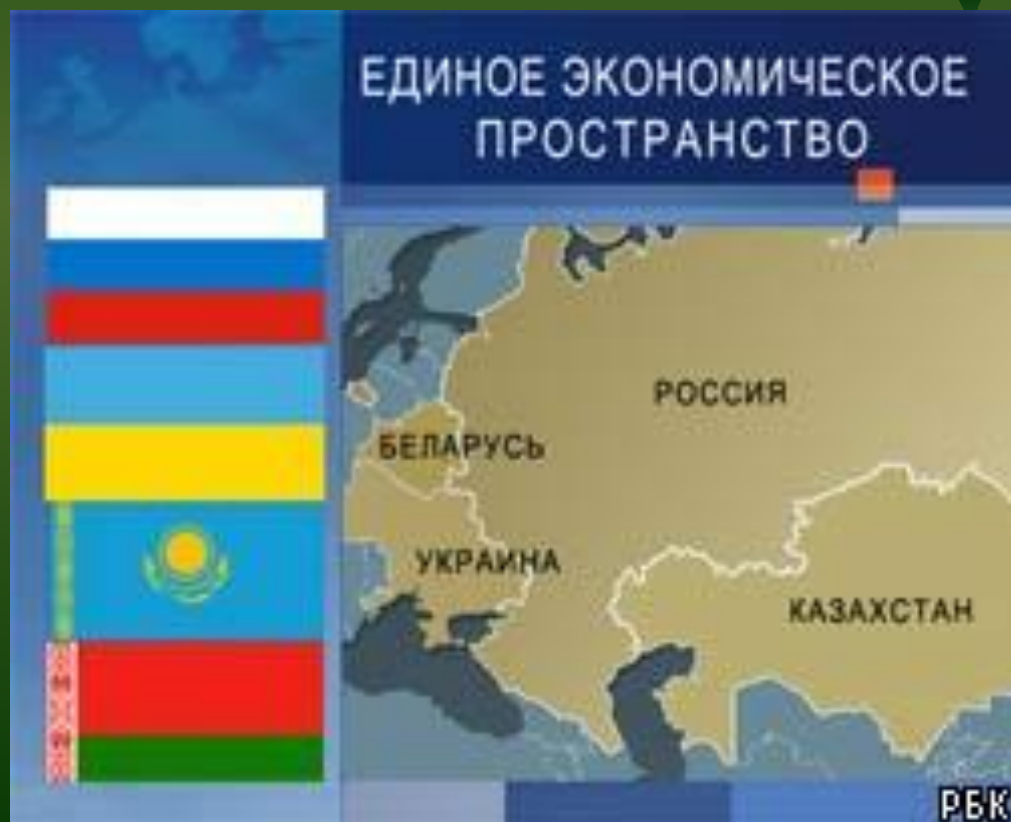 ЕДИНОЕ ЭКОНОМИЧЕСКОЕ
ПРОСТРАНСТВО
РОССИЯ
БЕЛАРУСЬ
УКРАИНА
КАЗАХСТАН
РБК